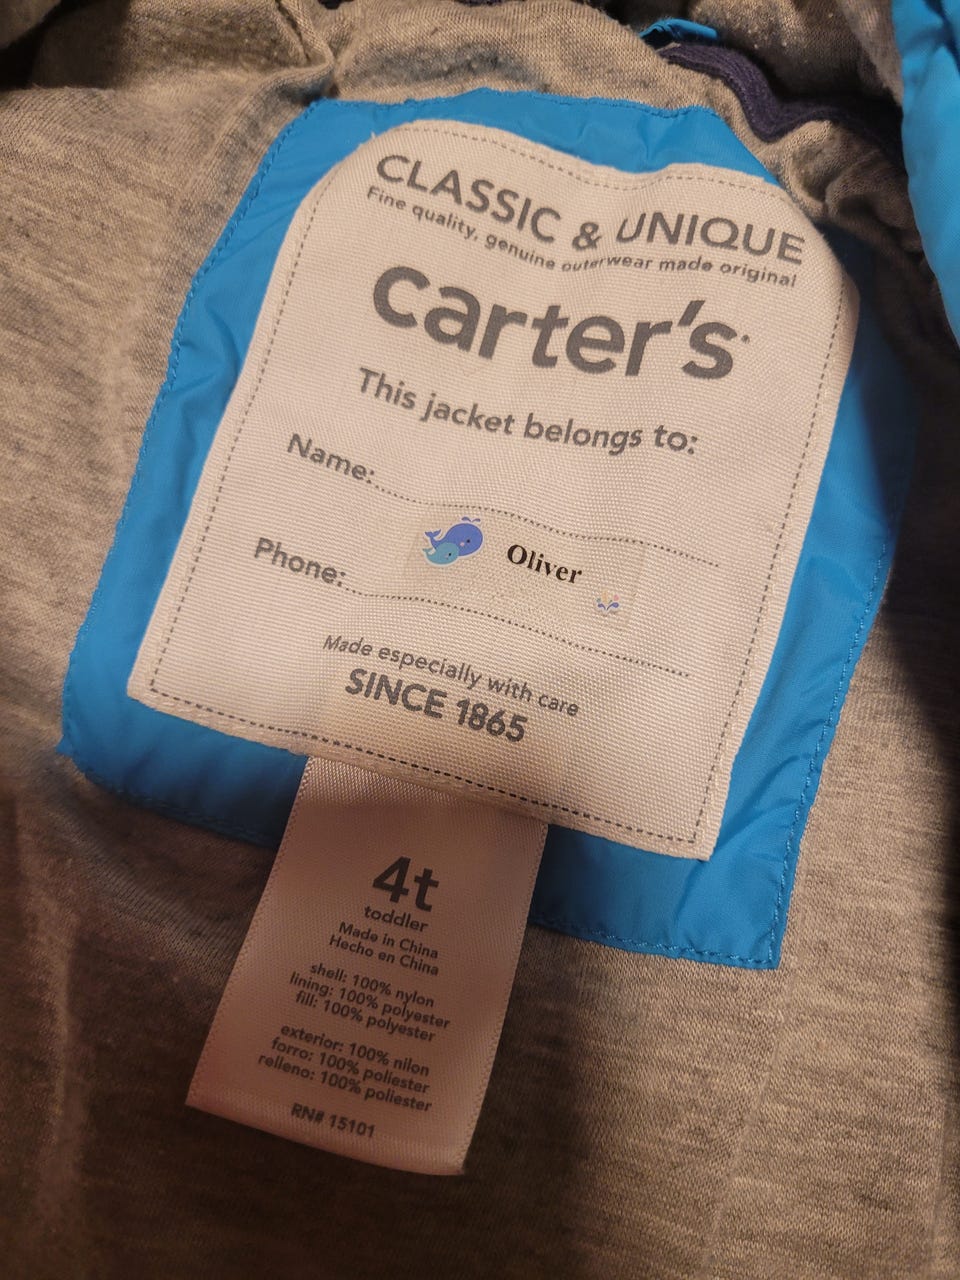 CLASSIC & UNIQUE
Fine quality, genuine outerwear made original
carter's
This jacket belongs to:
Name:
Oliver
Phone:
Made especially with care
SINCE 1865
4t
toddler
Made in China
Hecho en China
shell: 100% nylon
lining: 100% polyester
fill: 100% polyester
exterior: 100% nilon
forro: 100% poliester
relleno: 100% poliester
RN# 15101